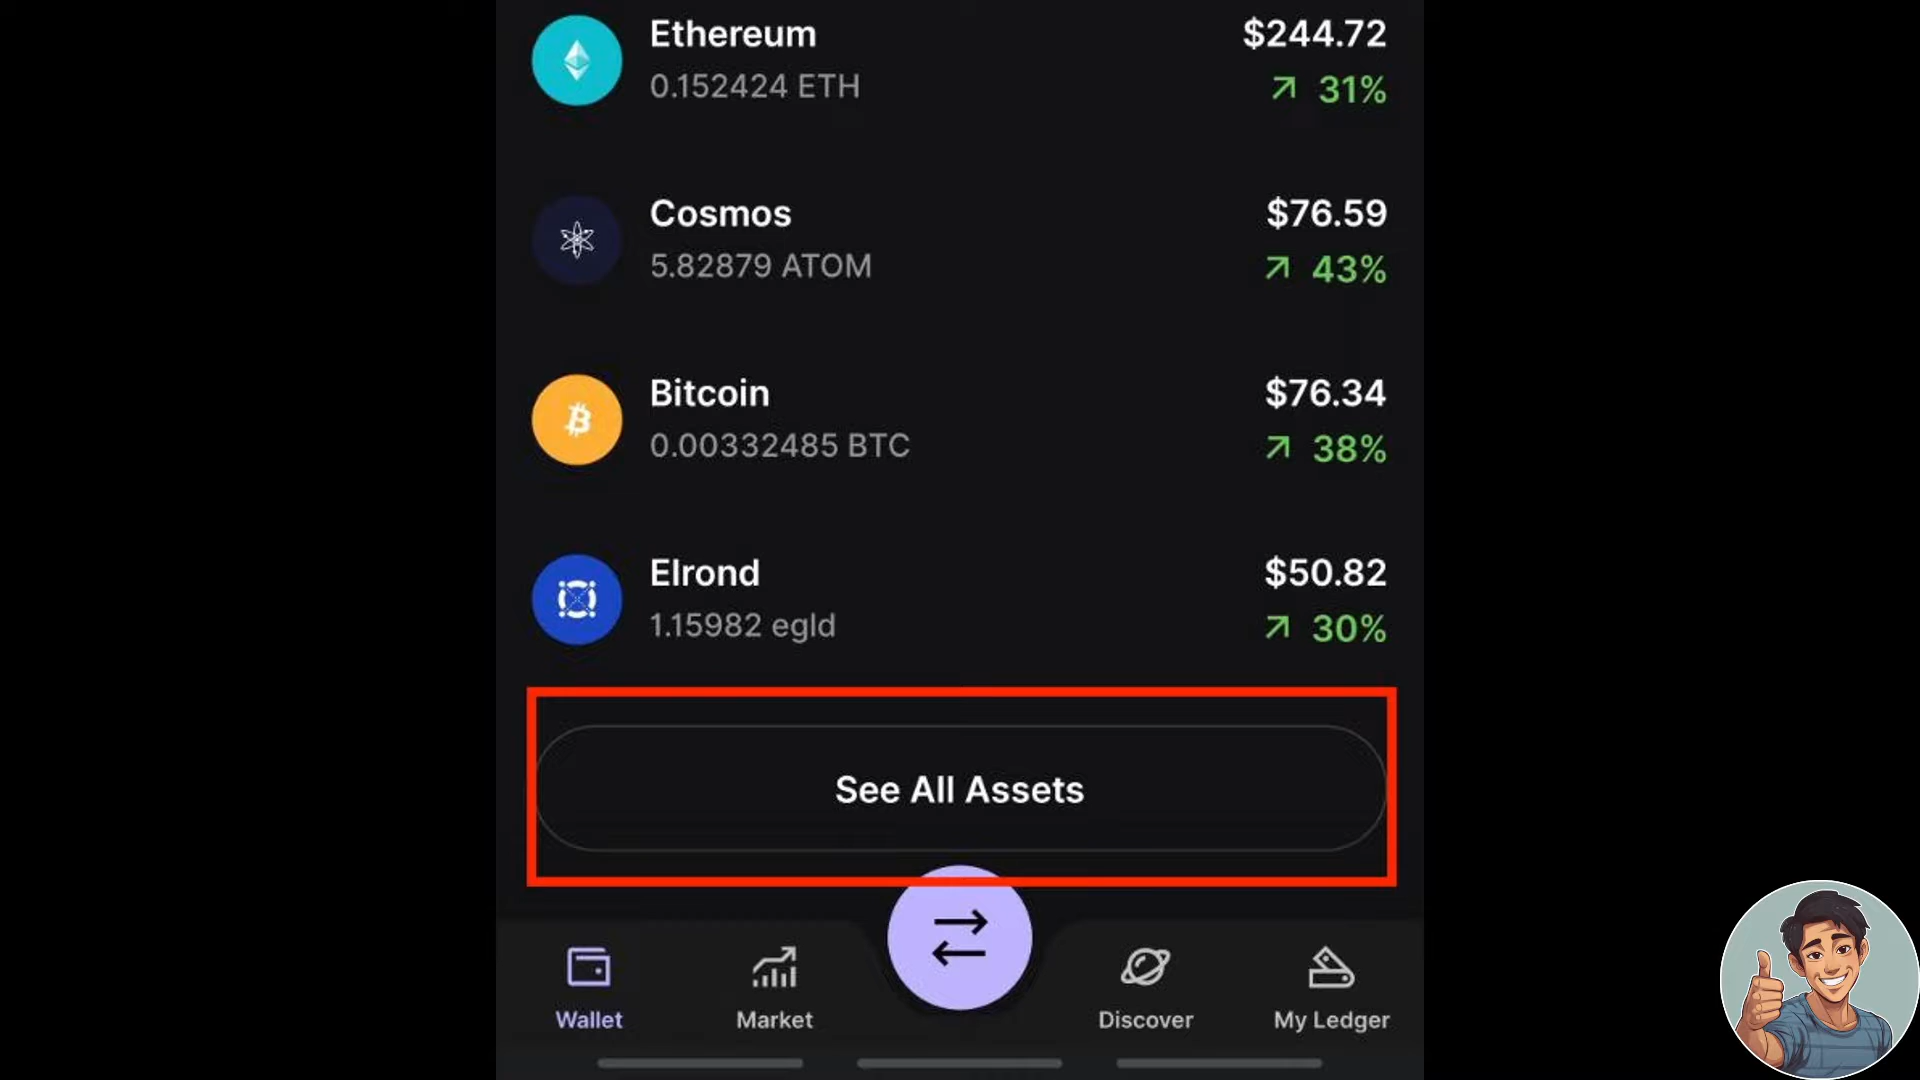 Ethereum
$244.72
0.152424 ETH
31%
Cosmos
$76.59
5.82879 ATOM
43%
Bitcoin
$76.34
0.00332485 BTC
38%
Elrond
$50.82
1.15982 egld
30%
See All Assets
Wallet
Market
Discover
My Ledger